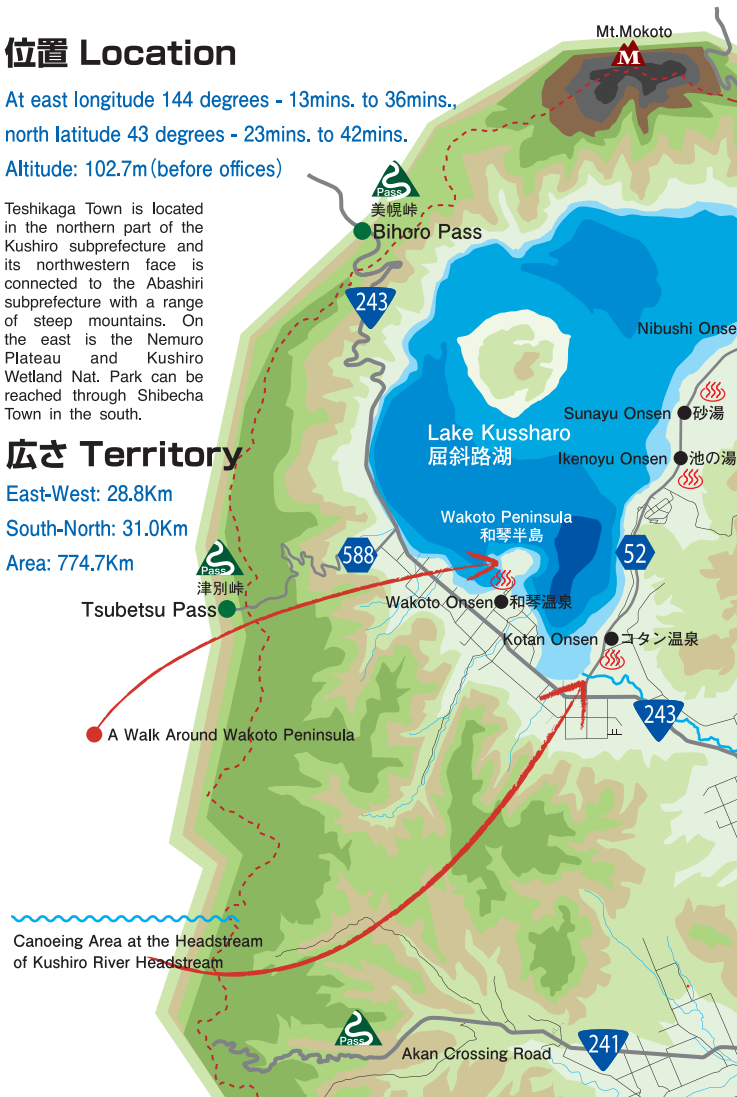 位置 Location
At east longitude 144 degrees - 13mins. to 36mins.,
north latitude 43 degrees - 23mins. to 42mins.
Altitude: 102.7m(before offices)
Teshikaga Town is located
in the northern part of the
Kushiro subprefecture and
its northwestern face is
connected to the Abashiri
subprefecture with a range
of steep mountains. On
the east is the Nemuro
Plateau and Kushiro
Wetland Nat. Park can be
reached through Shibecha
Town in the south.
広さ Territory
East-West: 28.8Km
South-North: 31.0Km
Area: 774.7Km
Mt.Mokoto
M
Pass
美幌峠
Bihoro Pass
243
Nibushi Onse
Sunayu Onsen 砂湯
Lake Kussharo
屈斜路湖
Ikenoyu Onsen 池の湯
Wakoto Peninsula
和琴半島
588
52
Pass
津別峠
Tsubetsu Pass
Wakoto Onsen 和琴温泉
Kotan Onsen コタン温泉
243
A Walk Around Wakoto Peninsula
Canoeing Area at the Headstream
of Kushiro River Headstream
Pass
Akan Crossing Road
241